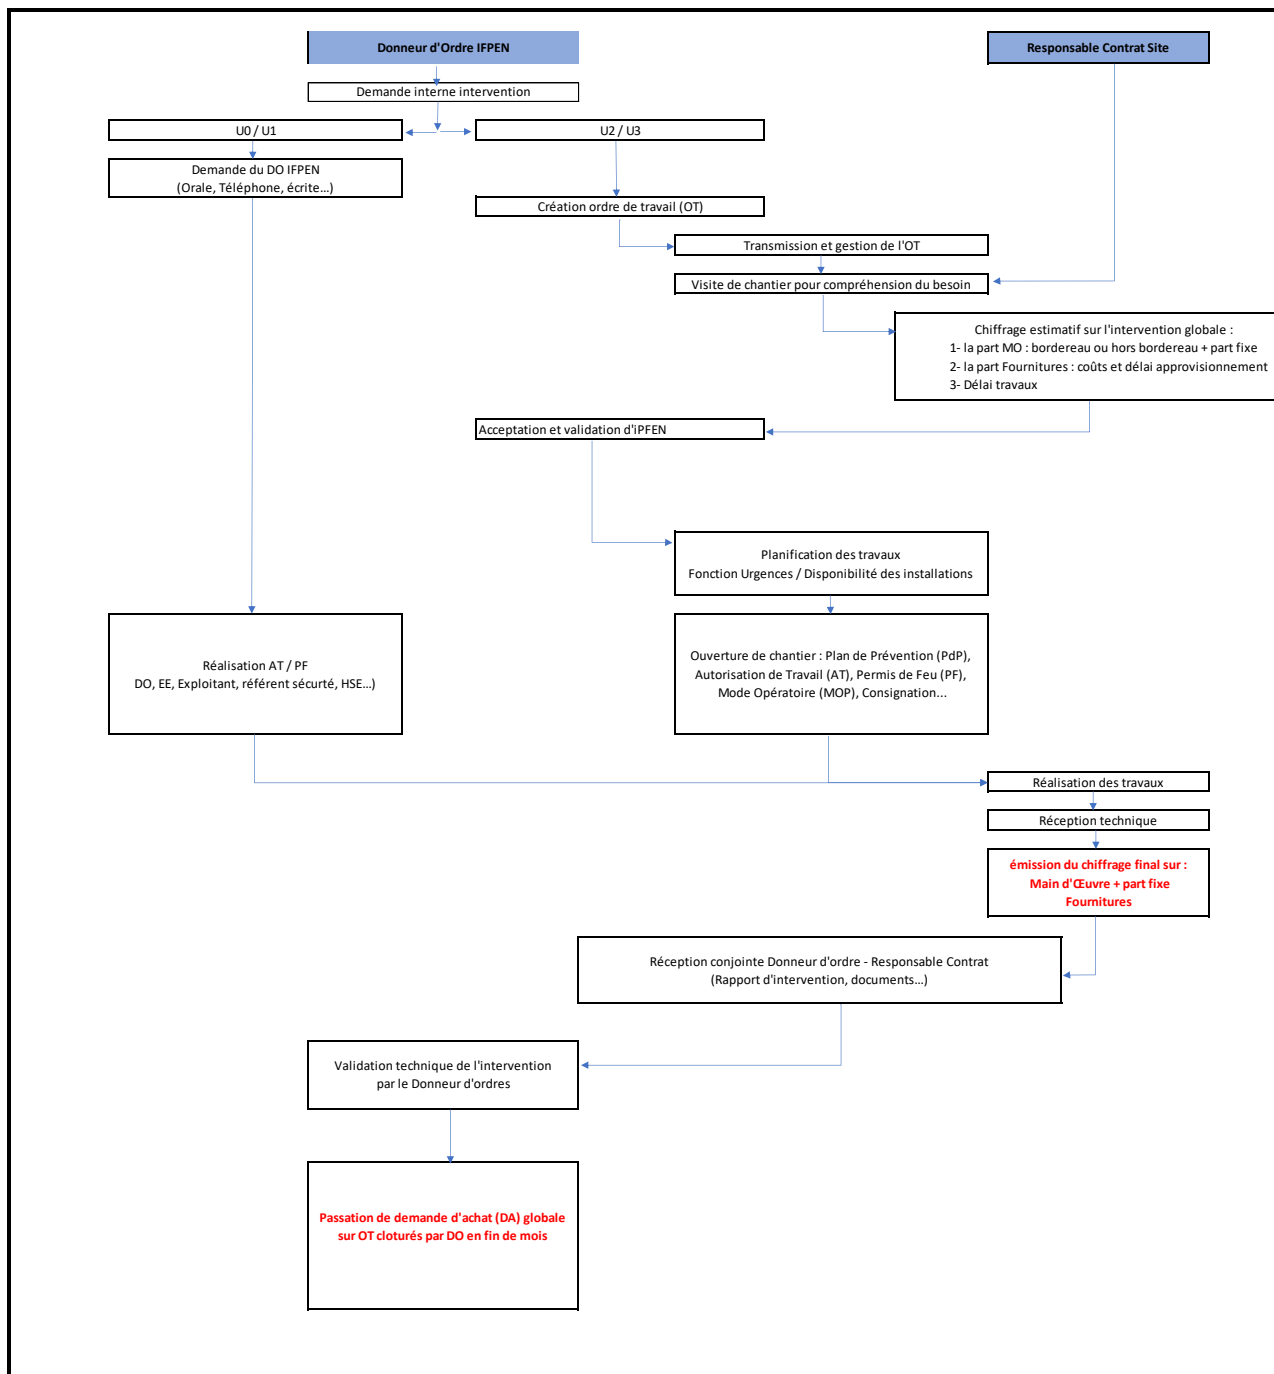 Donneur d'Ordre IFPEN
Responsable Contrat Site
Demande interne intervention
U0 / U1
U2 / U3
Demande du DO IFPEN
(Orale, Téléphone, écrite…)
Création ordre de travail (OT)
Transmission et gestion de l'OT
Visite de chantier pour compréhension du besoin
Chiffrage estimatif sur l'intervention globale :
1- la part MO : bordereau ou hors bordereau + part fixe
2- la part Fournitures : coûts et délai approvisionnement
3- Délai travaux
Acceptation et validation d'iPFEN
Planification des travaux
Fonction Urgences / Disponibilité des installations
Réalisation AT / PF
DO, EE, Exploitant, référent sécurté, HSE…)
Ouverture de chantier : Plan de Prévention (PdP),
Autorisation de Travail (AT), Permis de Feu (PF),
Mode Opératoire (MOP), Consignation...
Réalisation des travaux
Réception technique
émission du chiffrage final sur :
Main d'Œuvre + part fixe
Fournitures
Réception conjointe Donneur d'ordre - Responsable Contrat
(Rapport d'intervention, documents…)
Validation technique de l'intervention
par le Donneur d'ordres
Passation de demande d'achat (DA) globale
sur OT cloturés par DO en fin de mois